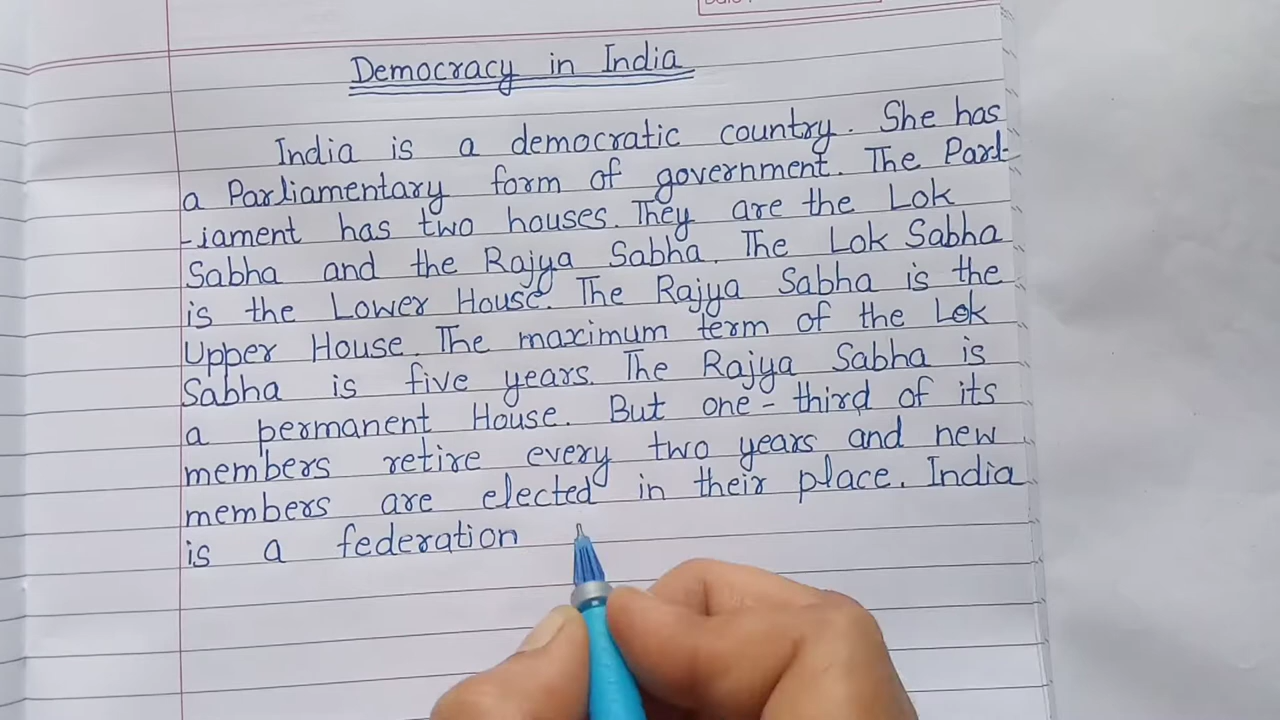 Democracy in India
India is a democratic country. She has
a Parliamentary form of government. The Parl-
-iament has two houses. They are the Lok
Sabha and the Rajya Sabha. The Lok Sabha
is the Lower House. The Rajya Sabha is the
Upper House. The maximum term of the Lok
Sabha is five years. The Rajya Sabha is
a permanent House. But one-third of its
members retire every two years and new
members are elected in their place. India
is a federation